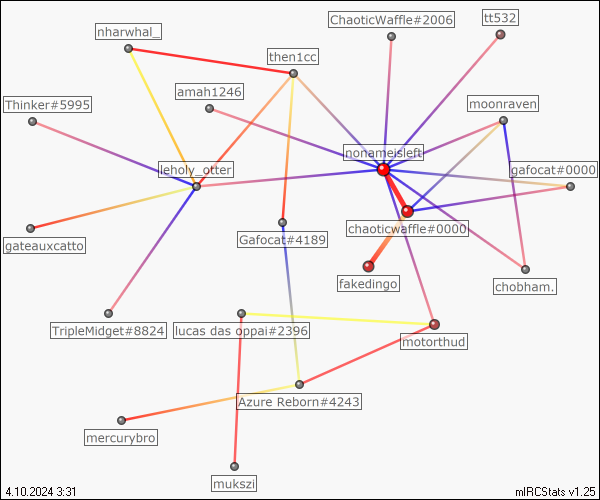 ChaoticWaffle#2006
tt532
nharwhal_
then1cc
amah1246
Thinker#5995
moonraven
nonameisleft
leholy_otter
gafocat#0000
chaoticwaffle#0000
Gafocat#4189
gateauxcatto
fakedingo
chobham.
TripleMidget#8824
lucas das oppai#2396
motorthud
Azure Reborn#4243
mercurybro
mukszi
4.10.2024 3:31
mIRCStats v1.25